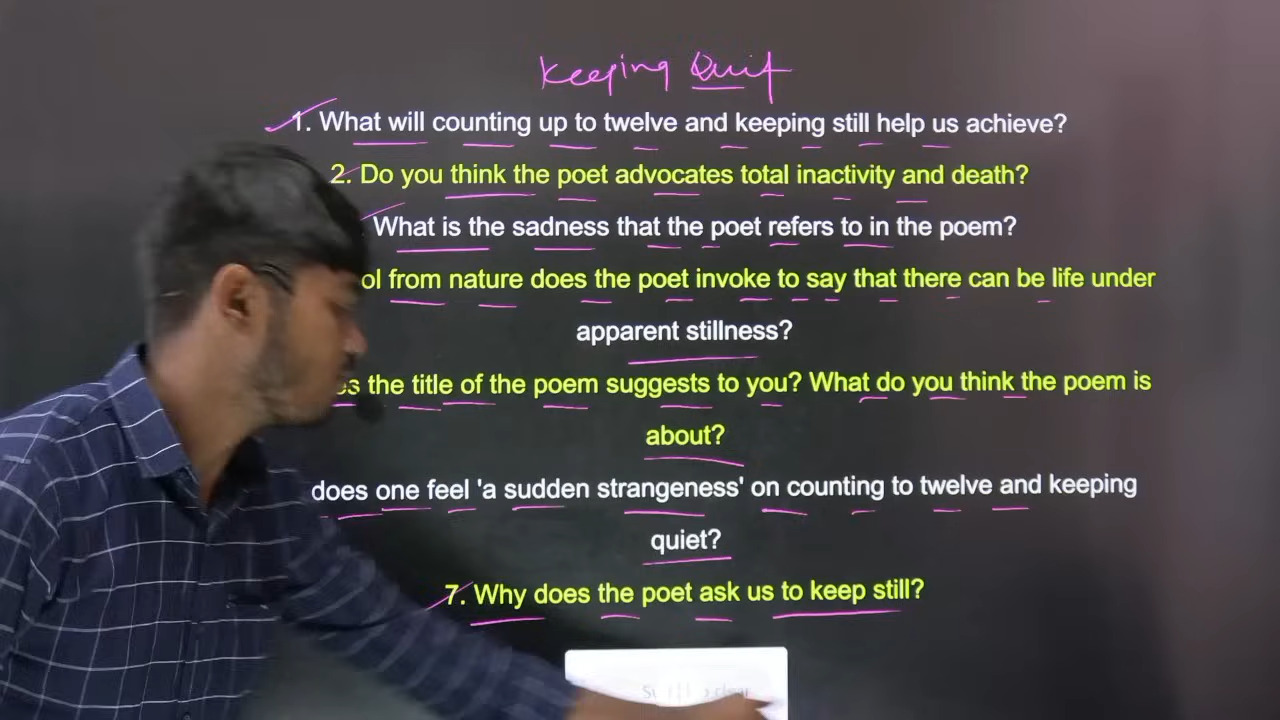 Keeping Quit
1. What will counting up to twelve and keeping still help us achieve?
2. Do you think the poet advocates total inactivity and death?
What is the sadness that the poet refers to in the poem?
ol from nature does the poet invoke to say that there can be life under
apparent stillness?
es the title of the poem suggests to you? What do you think the poem is
about?
does one feel 'a sudden strangeness' on counting to twelve and keeping
quiet?
7. Why does the poet ask us to keep still?